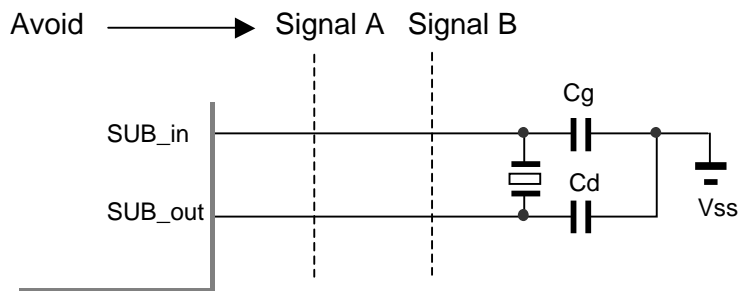 Avoid Signal A Signal B
Cg
SUB_in
Cd
SUB_out
Vss